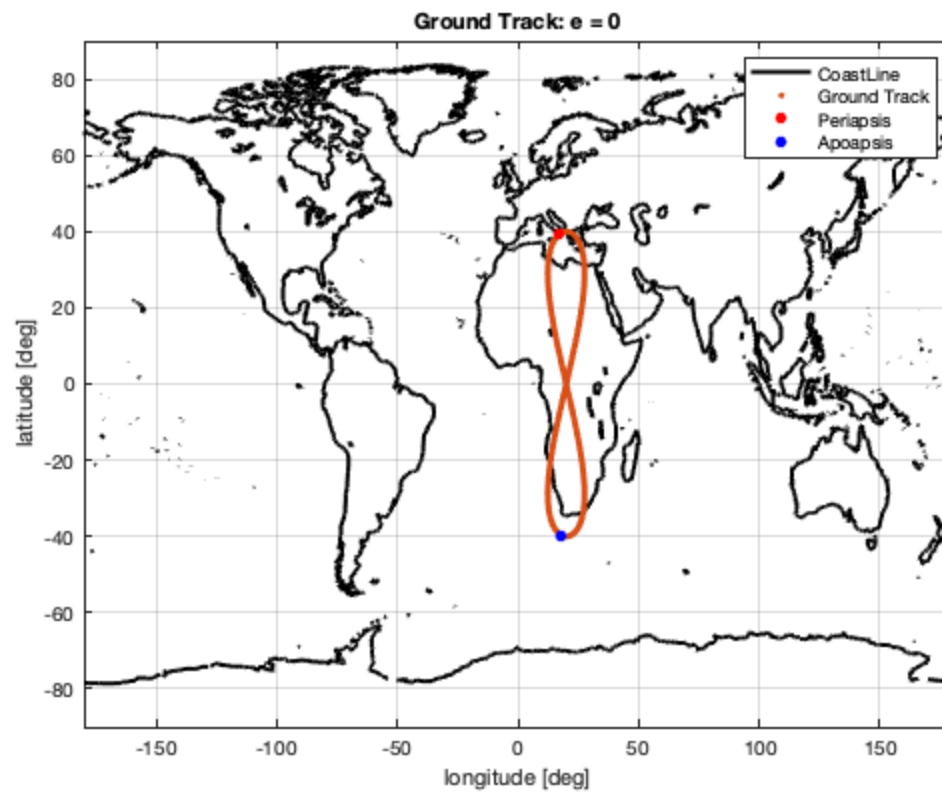 Ground Track: e = 0
CoastLine
Ground Track
Periapsis
Apoapsis
latitude [deg]
80
60
40
20
0
-20
-40
-60
-80
-150 -100 -50 0 50 100 150
longitude [deg]